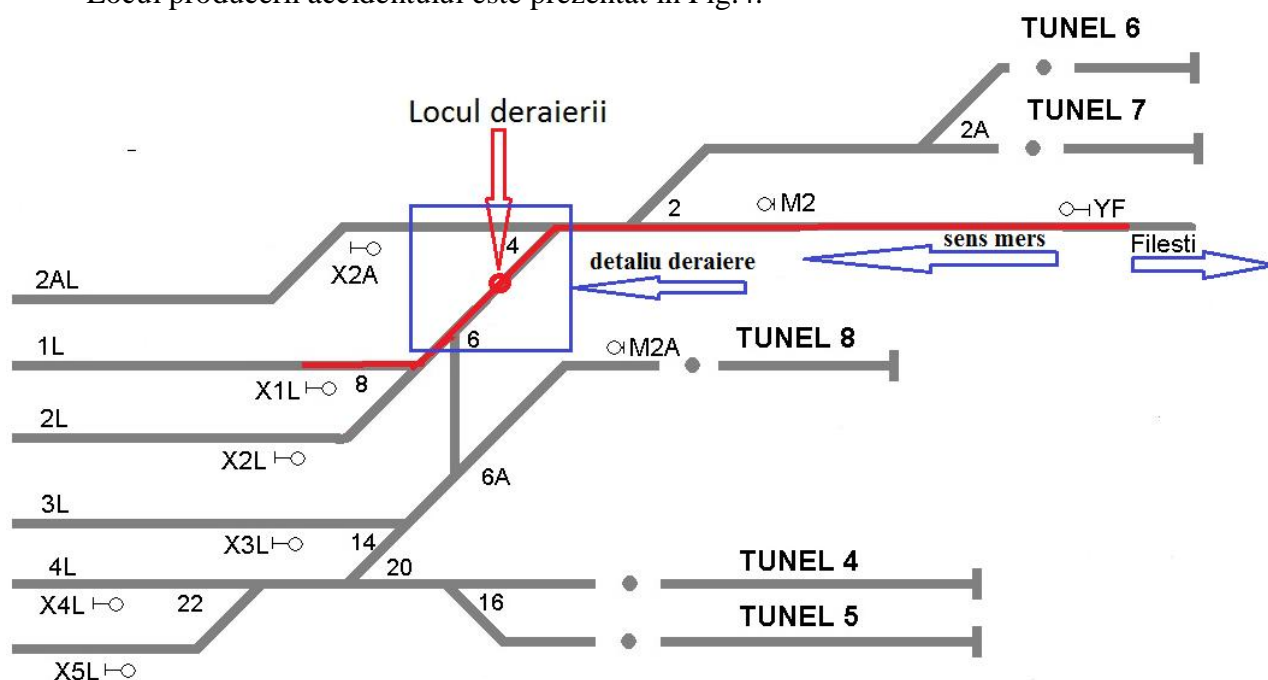 Locul producerii accidentului este prezentat în Fig.4.
TUNEL 6
Locul deraierii
TUNEL 7
2A
2
M2
YF
4
sens mers
Filesti
X2A
detaliu deraiere
2AL
6
M2A
TUNEL 8
1L
X1L
8
2L
X2L
6A
3L
X3L
14
4L
20
TUNEL 4
X4L
22
16
TUNEL 5
X5L